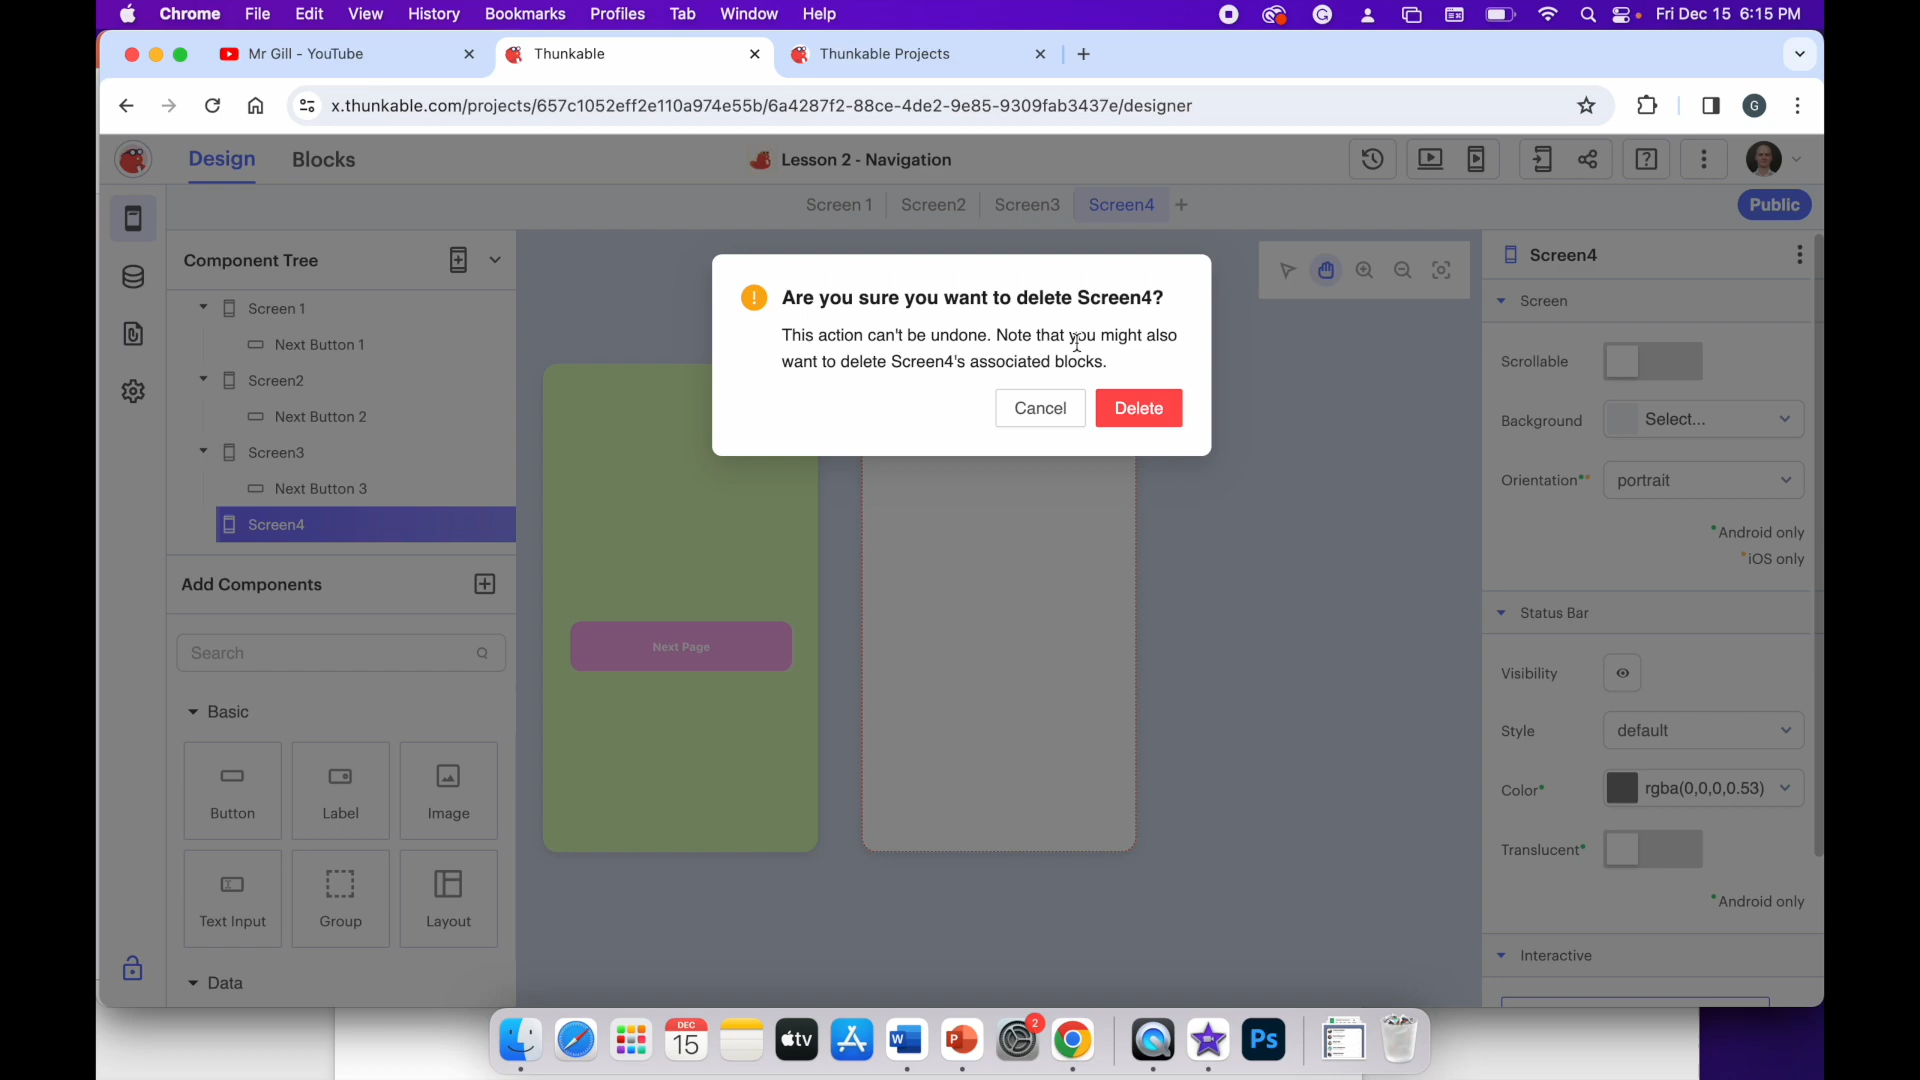 Chrome File Edit View History Bookmarks Profiles Tab Window Help Fri Dec 15 6:15 PM
Mr Gill - YouTube Thunkable Thunkable Projects
x.thunkable.com/projects/657c1052eff2e110a974e55b/6a4287f2-88ce-4de2-9e85-9309fab3437e/designer G
Design Blocks Lesson 2 - Navigation
Screen 1 Screen2 Screen3 Screen4 + Public
Component Tree
Screen 1
Next Button 1
Screen2
Next Button 2
Screen3
Next Button 3
Screen4
Add Components
Search
Basic
Button Label Image
Text Input Group Layout
Data
Are you sure you want to delete Screen4?
This action can't be undone. Note that you might also
want to delete Screen4's associated blocks.
Cancel Delete
Next Page
Screen4
Screen
Scrollable
Background Select...
Orientation** portrait
*Android only
*iOS only
Status Bar
Visibility
Style default
Color* rgba(0,0,0,0.53)
Translucent*
*Android only
Interactive
DEC
15
tv
W
P
2
Ps